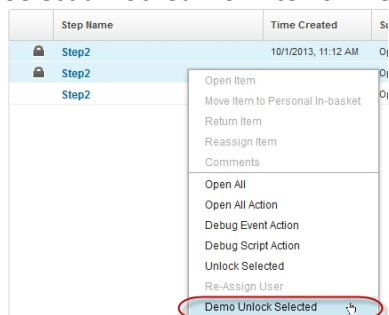 Step Name Time Created
Step2 10/1/2013, 11:12 AM
Step2
Step2
Open Item
Move Item to Personal In-basket
Return Item
Reassign Item
Comments
Open All
Open All Action
Debug Event Action
Debug Script Action
Unlock Selected
Re-Assign User
Demo Unlock Selected